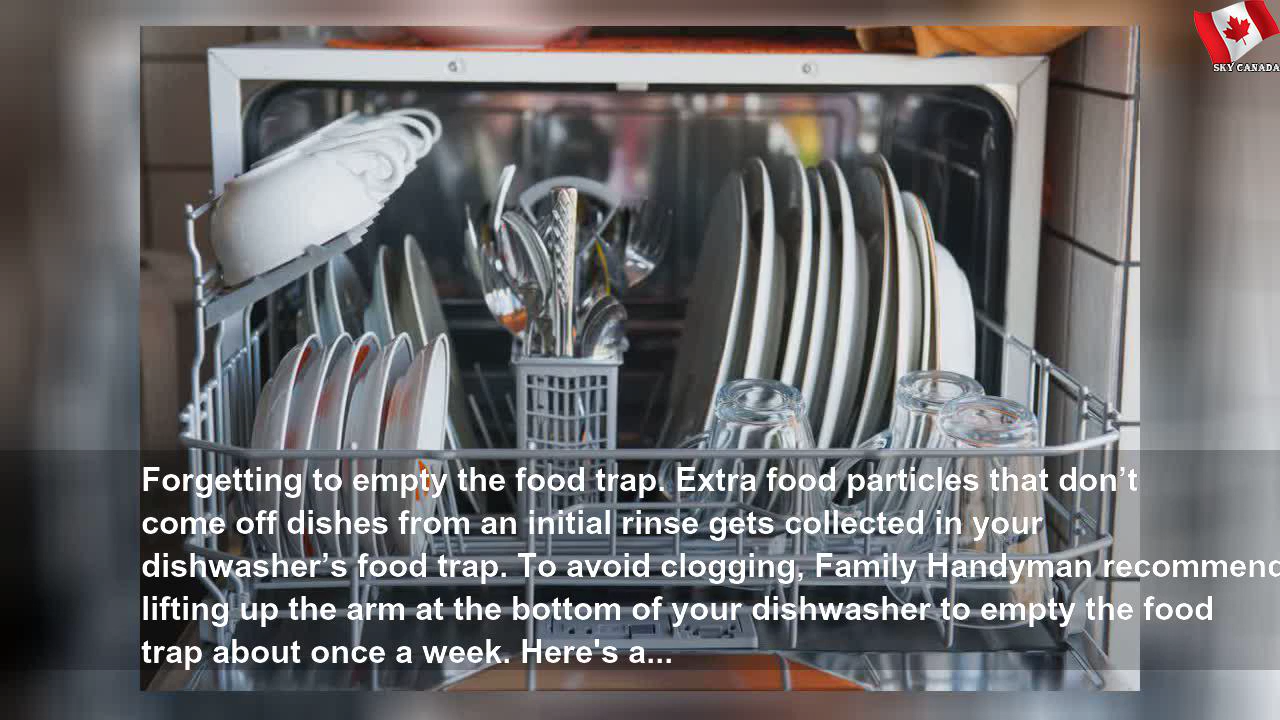 SKY CANADA
Forgetting to empty the food trap. Extra food particles that don’t
come off dishes from an initial rinse gets collected in your
dishwasher’s food trap. To avoid clogging, Family Handyman recommend
lifting up the arm at the bottom of your dishwasher to empty the food
trap about once a week. Here's a...